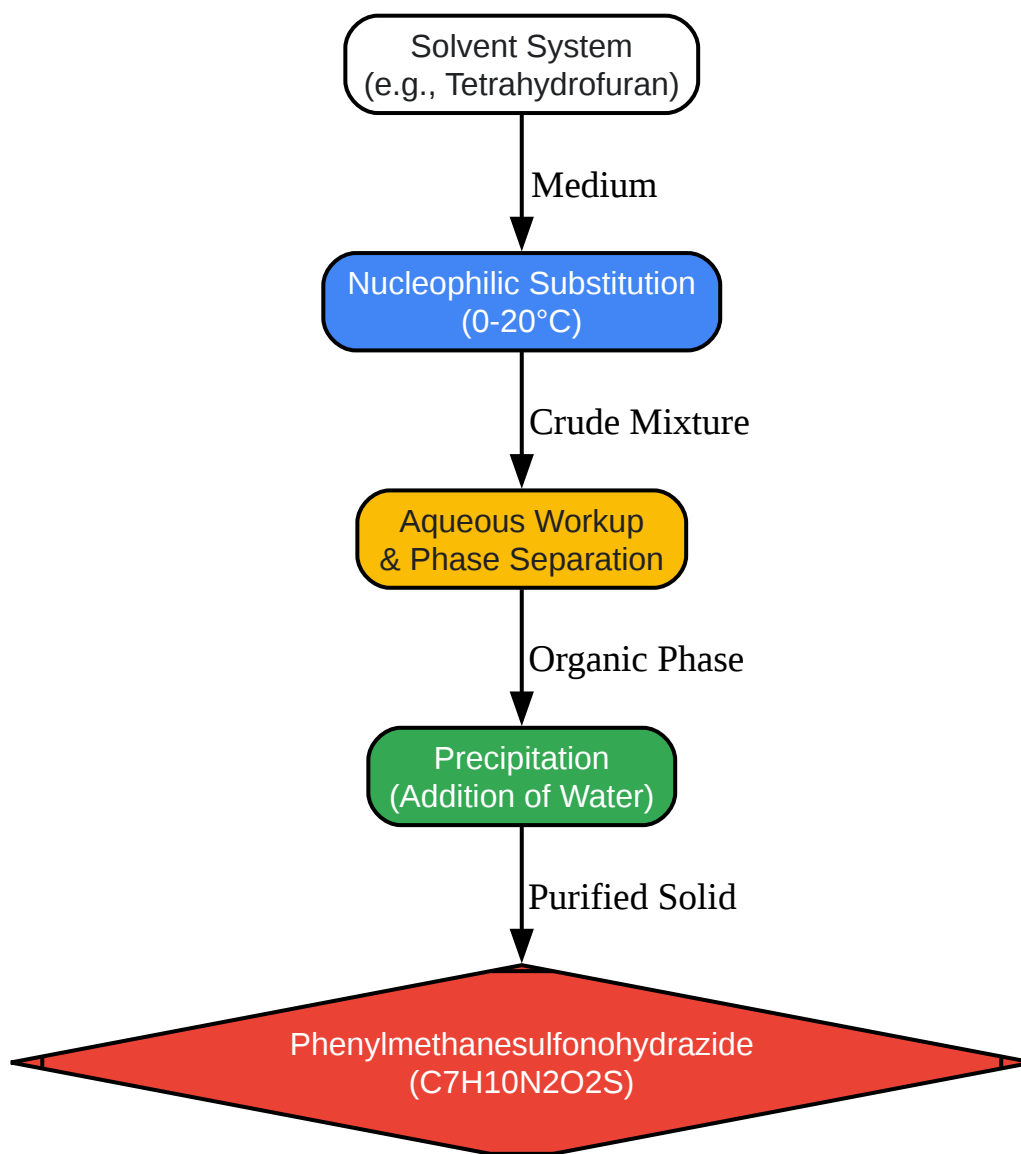 Solvent System
(e.g., Tetrahydrofuran)
Medium
Nucleophilic Substitution
(0-20°C)
Crude Mixture
Aqueous Workup
& Phase Separation
Organic Phase
Precipitation
(Addition of Water)
Purified Solid
Phenylmethanesulfonohydrazide
(C7H10N2O2S)